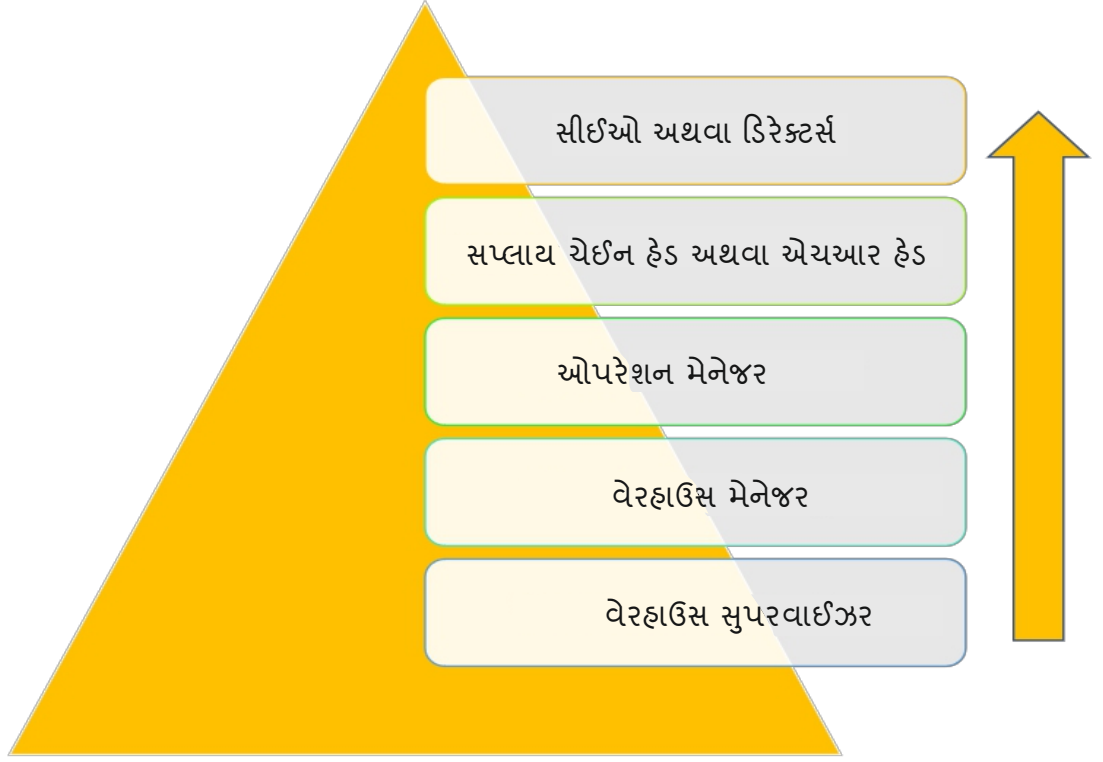 સીઈઓ અથવા ડિરેક્ટર્સ
સપ્લાય ચેઈન હેડ અથવા એચઆર હેડ
ઓપરેશન મેનેજર
વેરહાઉસ મેનેજર
વેરહાઉસ સુપરવાઈઝર